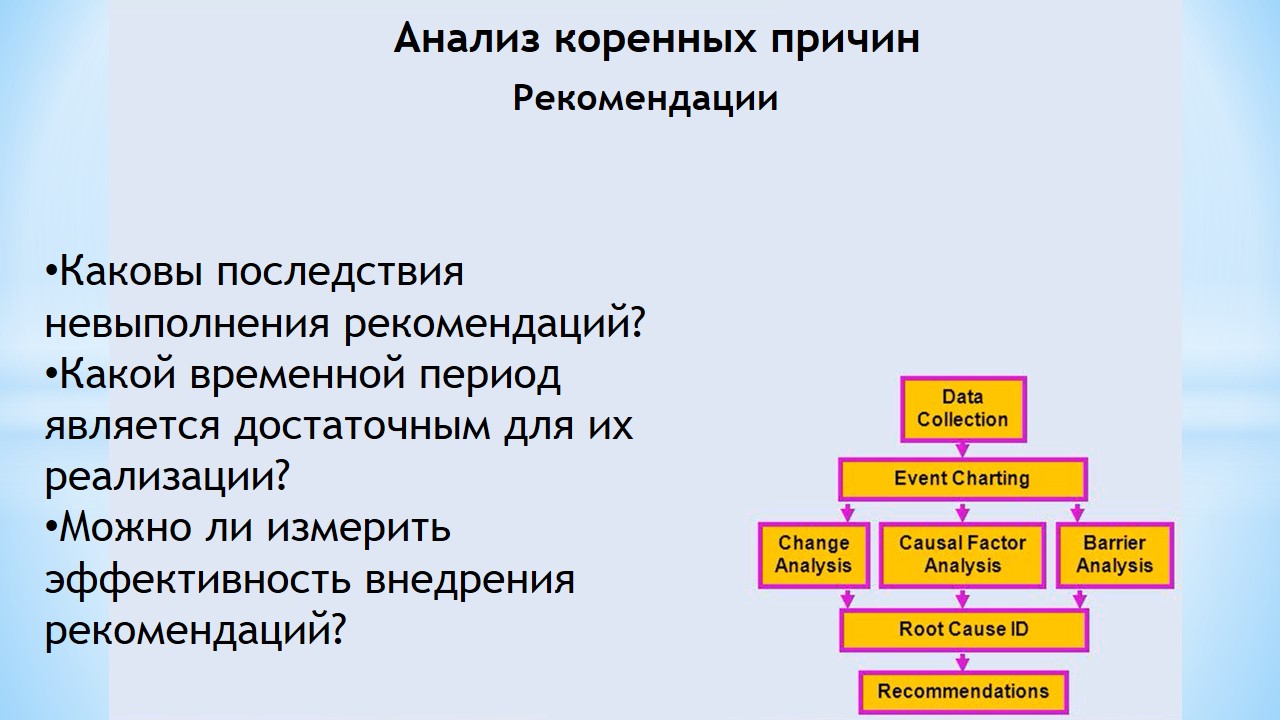 Анализ коренных причин
Рекомендации
•Каковы последствия
невыполнения рекомендаций?
•Какой временной период
является достаточным для их
реализации?
•Можно ли измерить
эффективность внедрения
рекомендаций?
Data
Collection
Event Charting
Change
Analysis
Causal Factor
Analysis
Barrier
Analysis
Root Cause ID
Recommendations